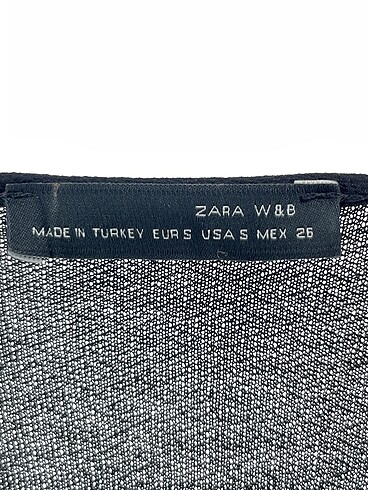 ZARA W&B
MADE IN TURKEY EUR S USA S MEX 26